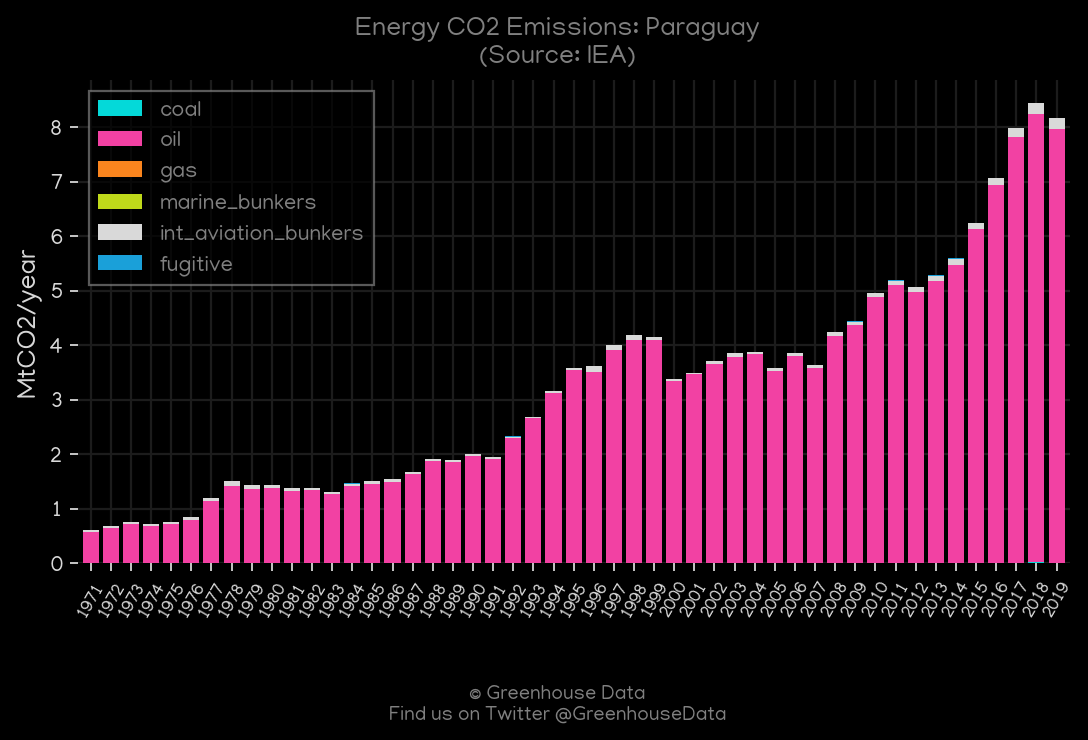 Energy CO2 Emissions: Paraguay
(Source: IEA)
coal
oil
gas
marine_bunkers
int_aviation_bunkers
fugitive
MtCO2/year
8
7
6
5
4
3
2
1
0
1971 1972 1973 1974 1975 1976 1977 1978 1979 1980 1981 1982 1983 1984 1985 1986 1987 1988 1989 1990 1991 1992 1993 1994 1995 1996 1997 1998 1999 2000 2001 2002 2003 2004 2005 2006 2007 2008 2009 2010 2011 2012 2013 2014 2015 2016 2017 2018 2019
© Greenhouse Data
Find us on Twitter @GreenhouseData